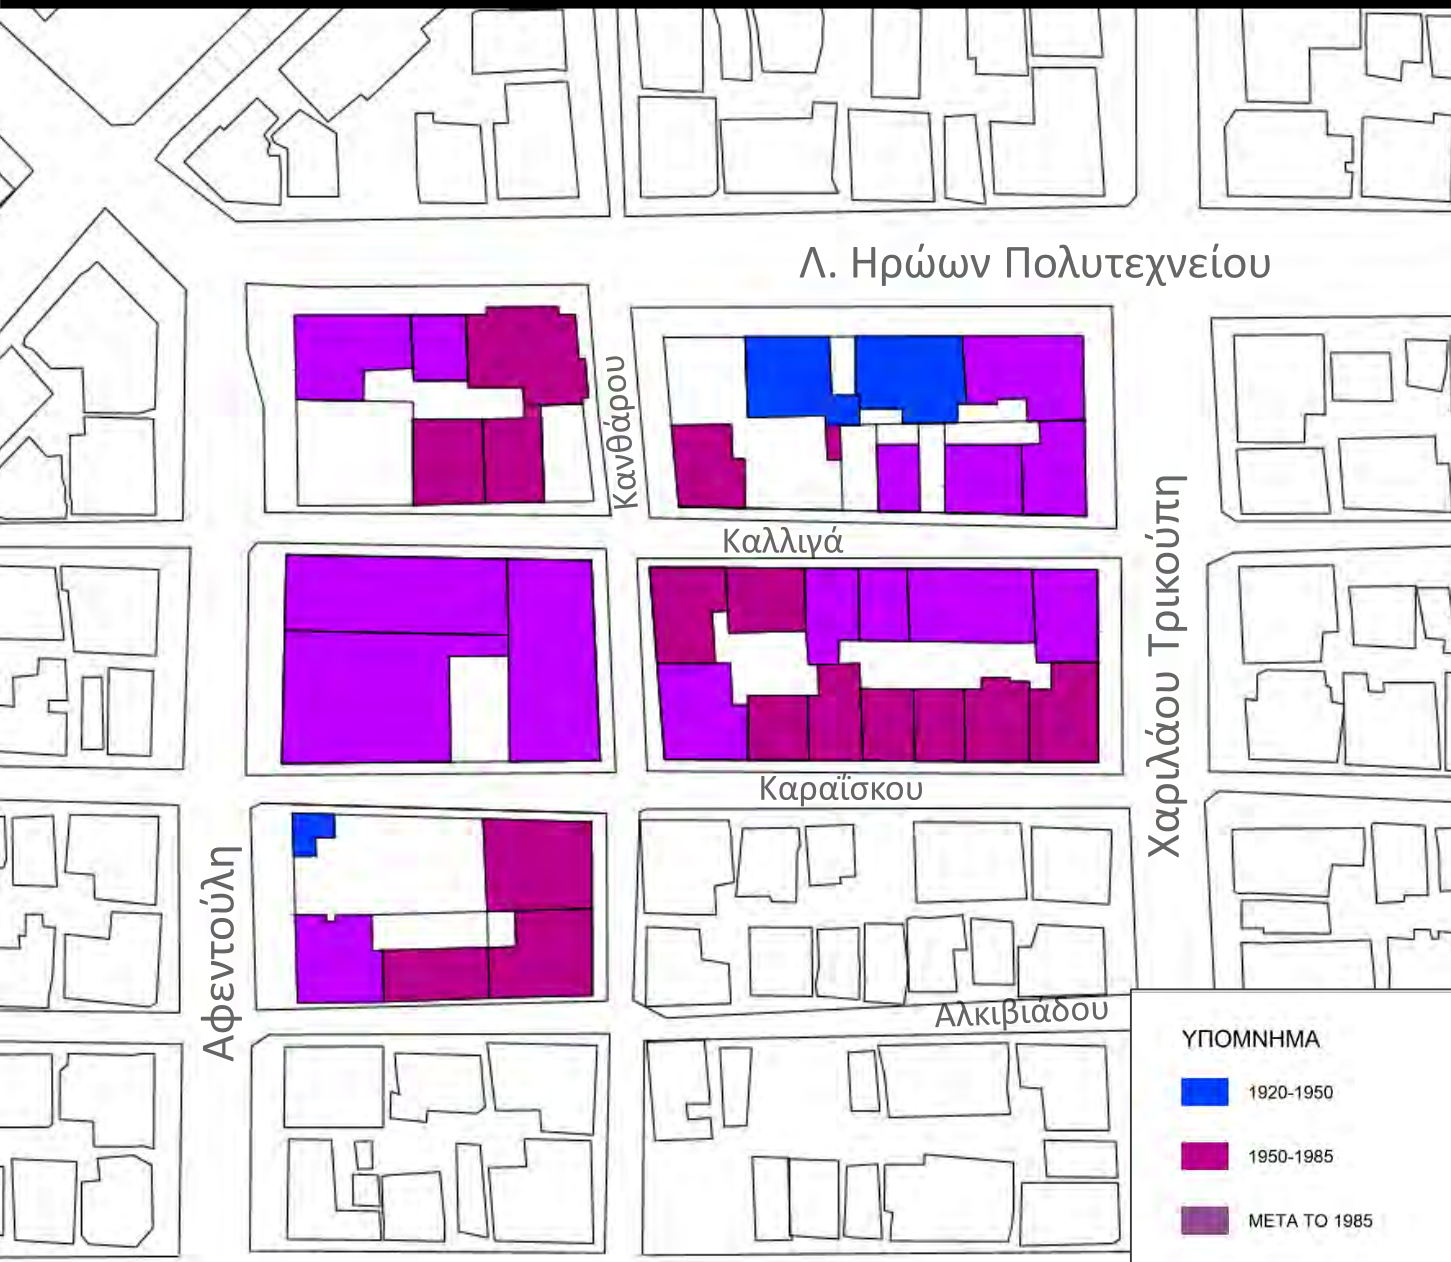 Λ. Ηρώων Πολυτεχνείου
Κανθάρου
Καλλιγά
Χαριλάου Τρικούπη
Καραΐσκου
Αφεντούλη
Αλκιβιάδου
ΥΠΟΜΝΗΜΑ
1920-1950
1950-1985
ΜΕΤΑ ΤΟ 1985